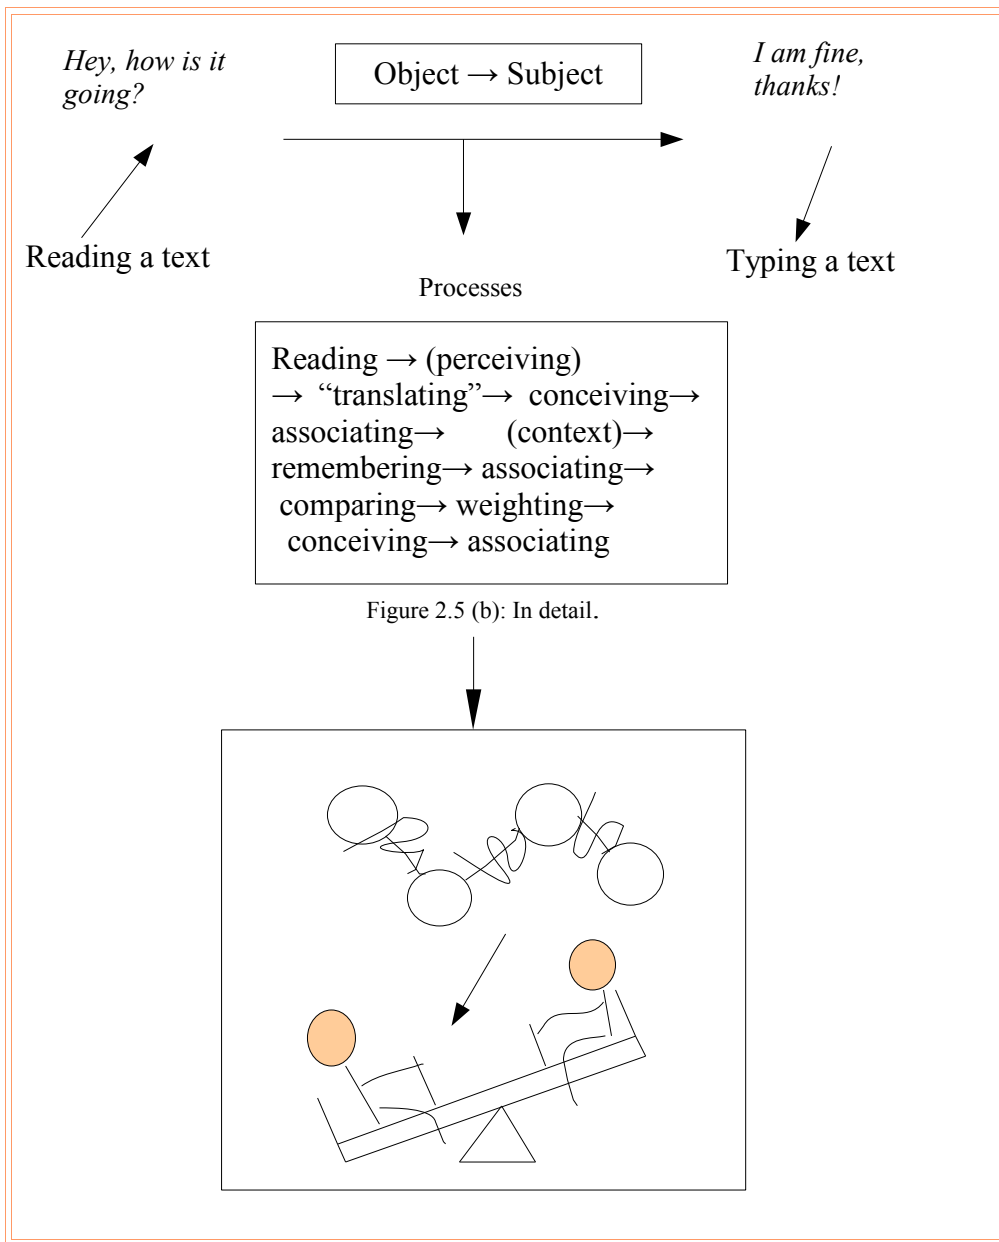 Hey, how is it
going?
Object → Subject
I am fine,
thanks!
Reading a text
Typing a text
Processes
Reading → (perceiving)
→ “translating”→ conceiving→
associating→ (context)→
remembering→ associating→
comparing→ weighting→
conceiving→ associating
Figure 2.5 (b): In detail.